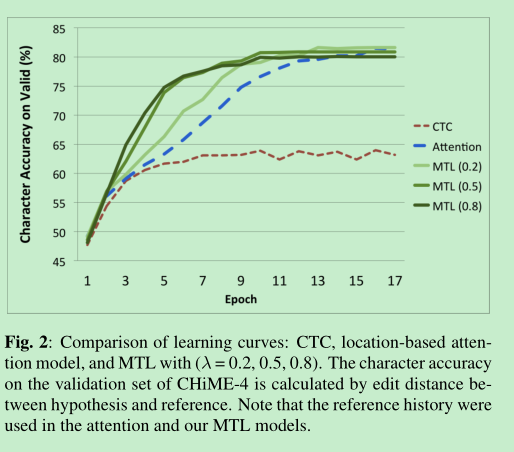 85
80
75
70
65
60
55
50
45
Character Accuracy on Valid (%)
1 3 5 7 9 11 13 15 17
Epoch
CTC
Attention
MTL (0.2)
MTL (0.5)
MTL (0.8)
Fig. 2: Comparison of learning curves: CTC, location-based atten-
tion model, and MTL with (λ = 0.2, 0.5, 0.8). The character accuracy
on the validation set of CHiME-4 is calculated by edit distance be-
tween hypothesis and reference. Note that the reference history were
used in the attention and our MTL models.